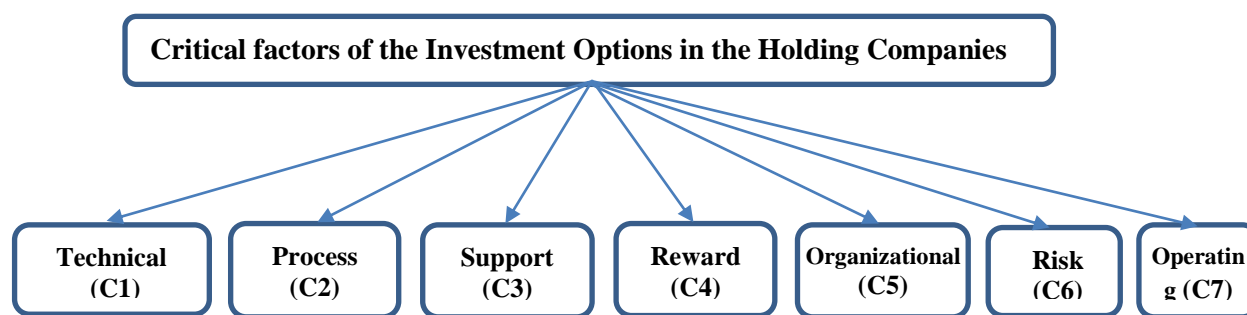 Critical factors of the Investment Options in the Holding Companies
Technical
(C1)
Process
(C2)
Support
(C3)
Reward
(C4)
Organizational
(C5)
Risk
(C6)
Operatin
g (C7)